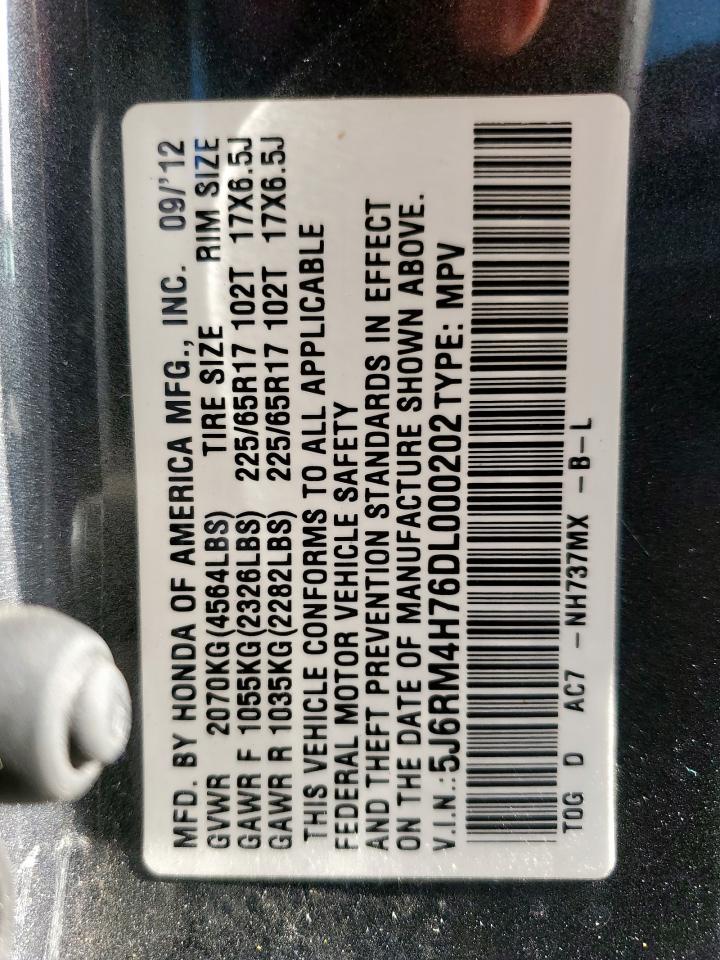 MFD. BY HONDA OF AMERICA MFG., INC. 09/'12
GVWR 2070KG(4564LBS) TIRE SIZE RIM SIZE
GAWR F 1055KG(2326LBS) 225/65R17 102T 17X6.5J
GAWR R 1035KG(2282LBS) 225/65R17 102T 17X6.5J
THIS VEHICLE CONFORMS TO ALL APPLICABLE
FEDERAL MOTOR VEHICLE SAFETY
AND THEFT PREVENTION STANDARDS IN EFFECT
ON THE DATE OF MANUFACTURE SHOWN ABOVE.
V.I.N.:5J6RM4H76DL000202 TYPE: MPV
TOG D AC7 -NH737MX -B-L